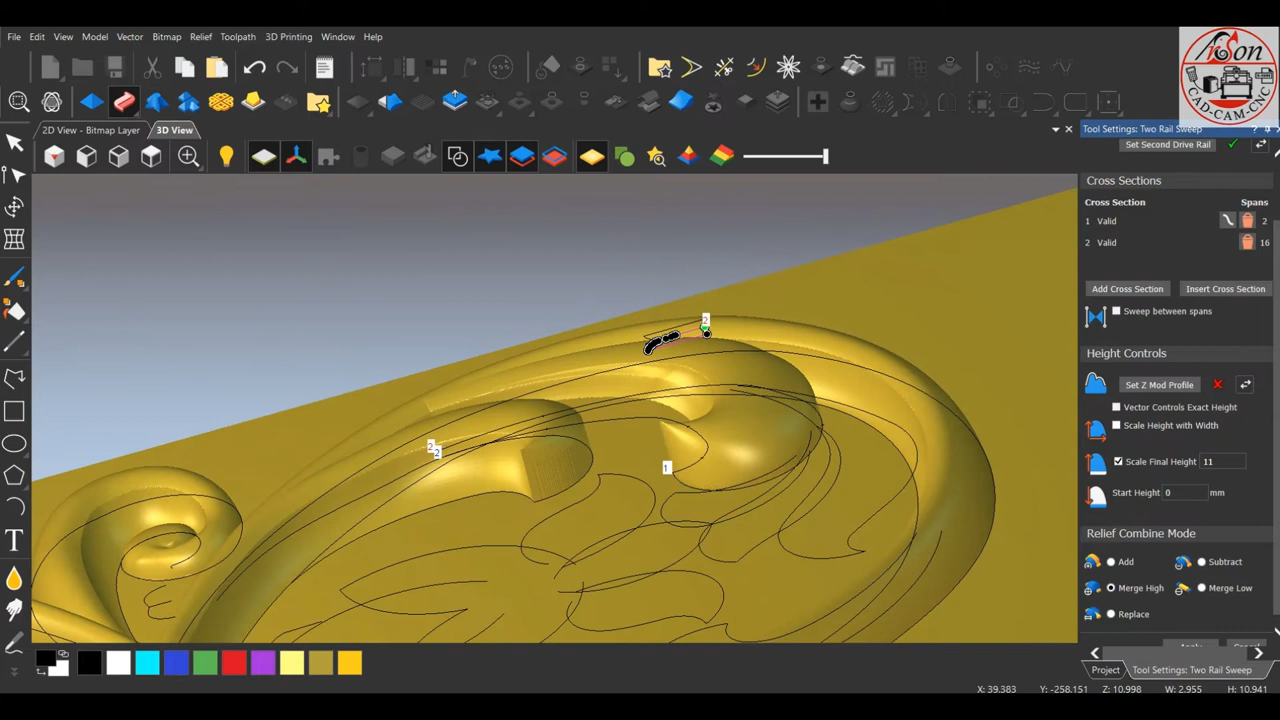 File Edit View Model Vector Bitmap Relief Toolpath 3D Printing Window Help
CAD-CAM-CNC
2D View - Bitmap Layer 3D View
Tool Settings: Two Rail Sweep
Set Second Drive Rail
Cross Sections
Cross Section Spans
1 Valid 2
2 Valid 16
Add Cross Section Insert Cross Section
Sweep between spans
Height Controls
Set Z Mod Profile
Vector Controls Exact Height
Scale Height with Width
Scale Final Height 11
Start Height 0 mm
Relief Combine Mode
Add Subtract
Merge High Merge Low
Replace
2
2
2
1
Project Tool Settings: Two Rail Sweep
X: 39.383 Y: -258.151 Z: 10.998 W: 2.955 H: 10.941